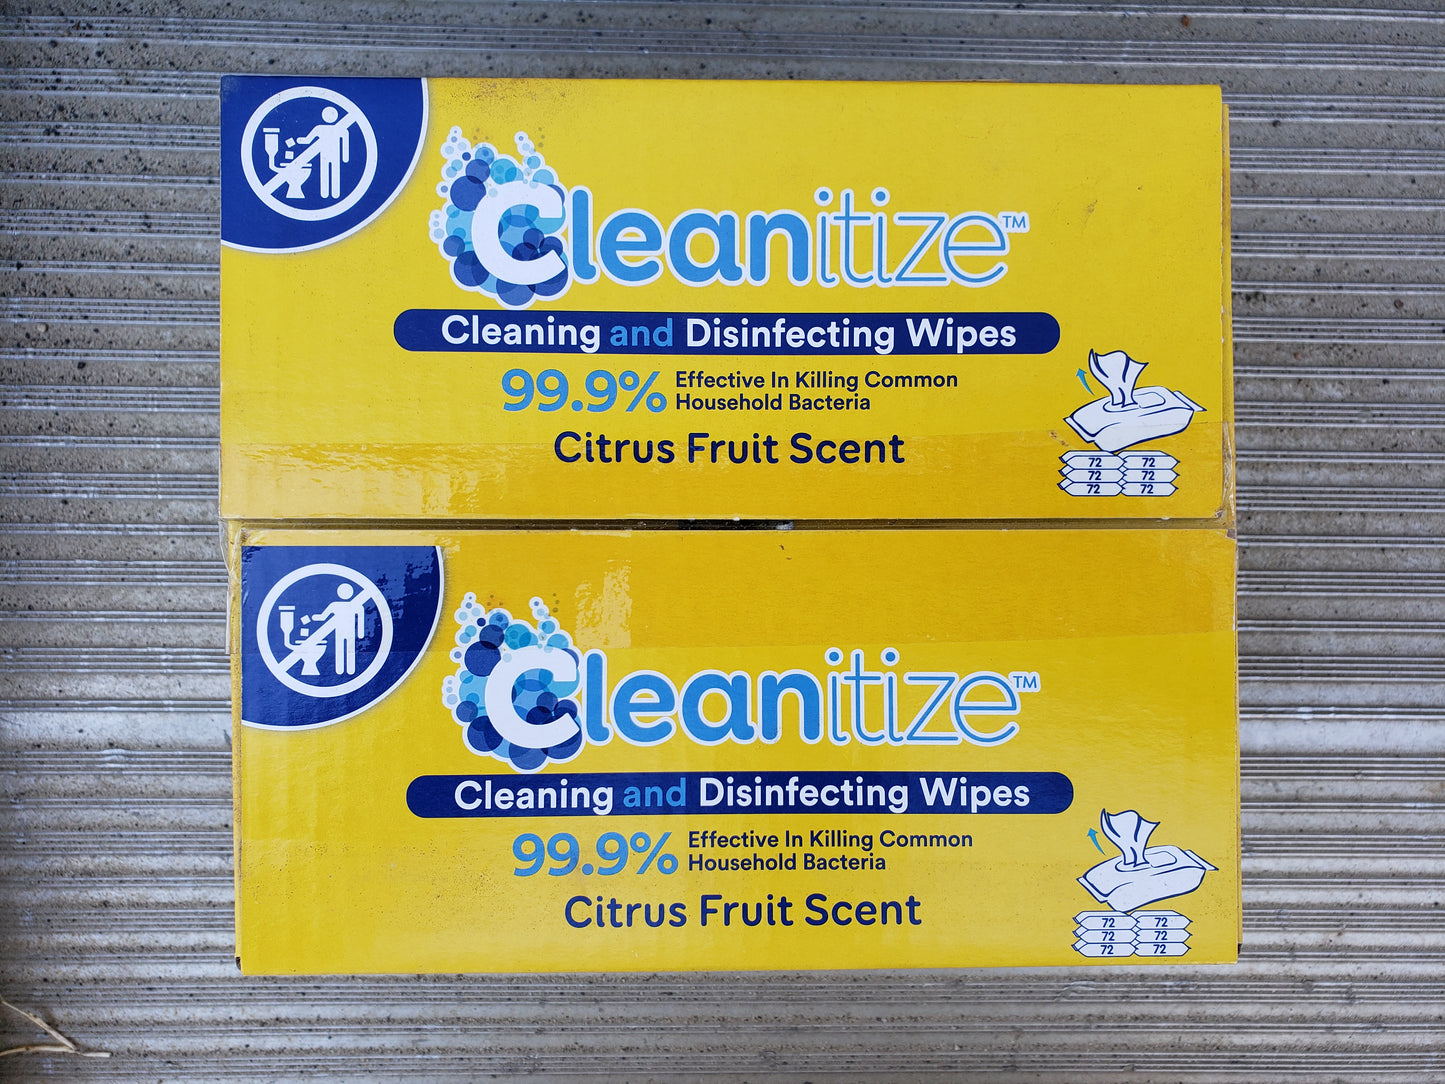 Cleanitize™
Cleaning and Disinfecting Wipes
99.9% Effective In Killing Common
Household Bacteria
Citrus Fruit Scent
72 72
72 72
72 72
Cleanitize™
Cleaning and Disinfecting Wipes
99.9% Effective In Killing Common
Household Bacteria
Citrus Fruit Scent
72 72
72 72
72 72